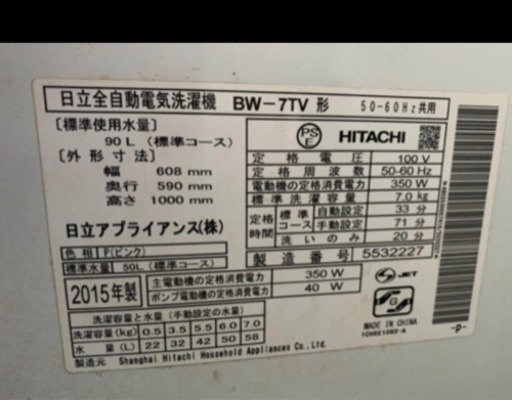 日立全自動電気洗濯機 BW-7TV 形 50-60Hz共用
[標準使用水量]
90L (標準コース)
[外形寸法]
幅 608 mm
奥行 590 mm
高さ 1000 mm
日立アプライアンス(株)
色相 P(ピンク)
標準水量 50L (標準コース)
2015年製
主電動機の定格消費電力 350 W
ポンプ電動機の定格消費電力 40 W
洗濯容量と水量 (手動設定の水量)
洗濯容量(kg) 0.5 3.5 5.5 6.0 7.0
水量(L) 22 32 42 50 58
製造元 Shanghai Hitachi Household Appliances Co.,Ltd.
PSE HITACHI
定格電圧 100 V
定格周波数 50-60 Hz
電動機の定格消費電力 350 W
標準洗濯容量 7.0 kg
定格時間 標準コース 自動設定 33 分
手動設定 71 分
洗いのみ 20 分
製造番号 5532227
S JET
MADE IN CHINA
-P-